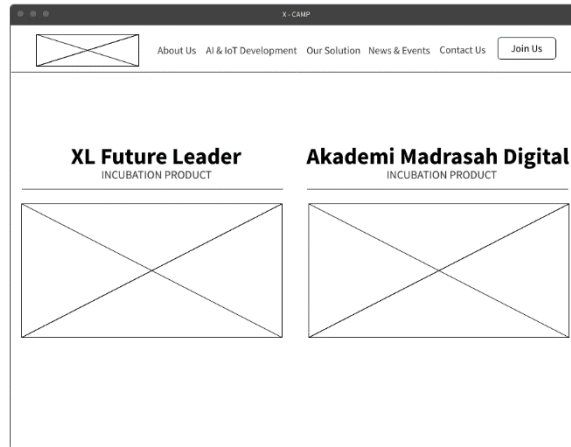 X - CAMP
About Us AI & IoT Development Our Solution News & Events Contact Us Join Us
XL Future Leader
INCUBATION PRODUCT
Akademi Madrasah Digital
INCUBATION PRODUCT